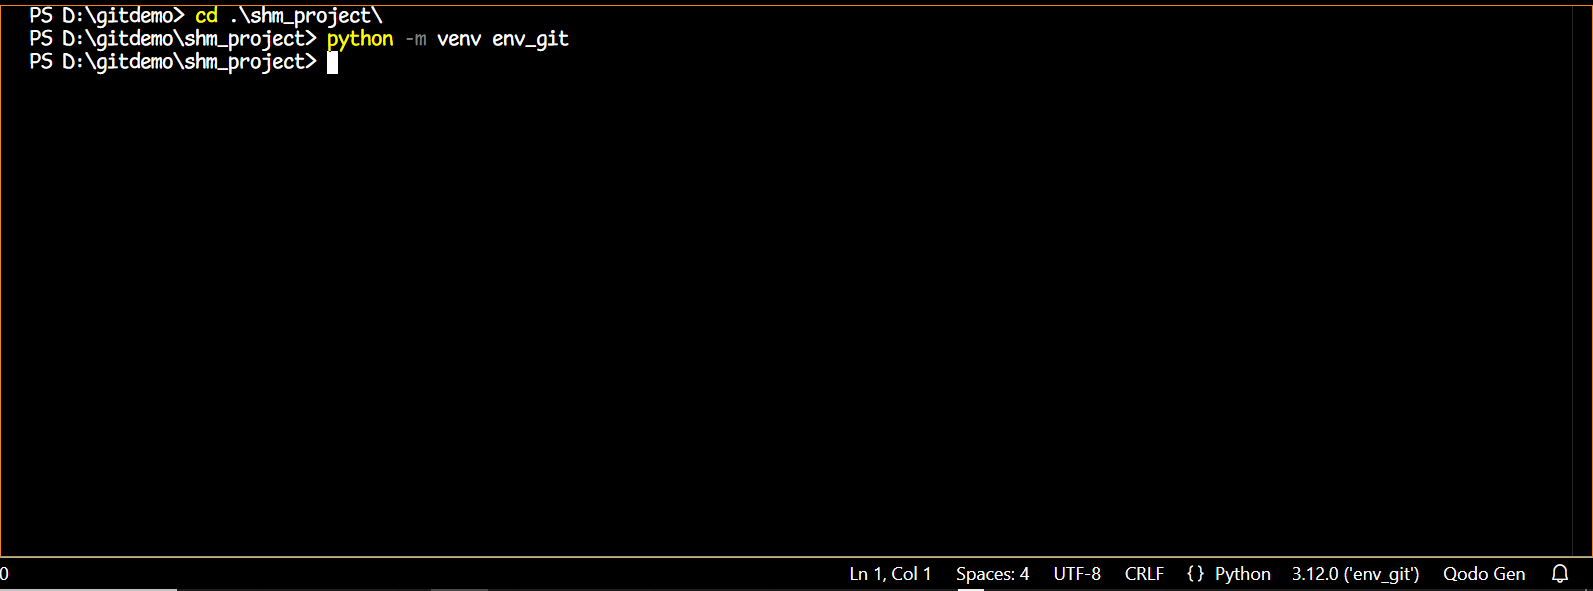 PS D:\gitdemo> cd .\shm_project\
PS D:\gitdemo\shm_project> python -m venv env_git
PS D:\gitdemo\shm_project>
0 Ln 1, Col 1 Spaces: 4 UTF-8 CRLF {} Python 3.12.0 ('env_git') Qodo Gen